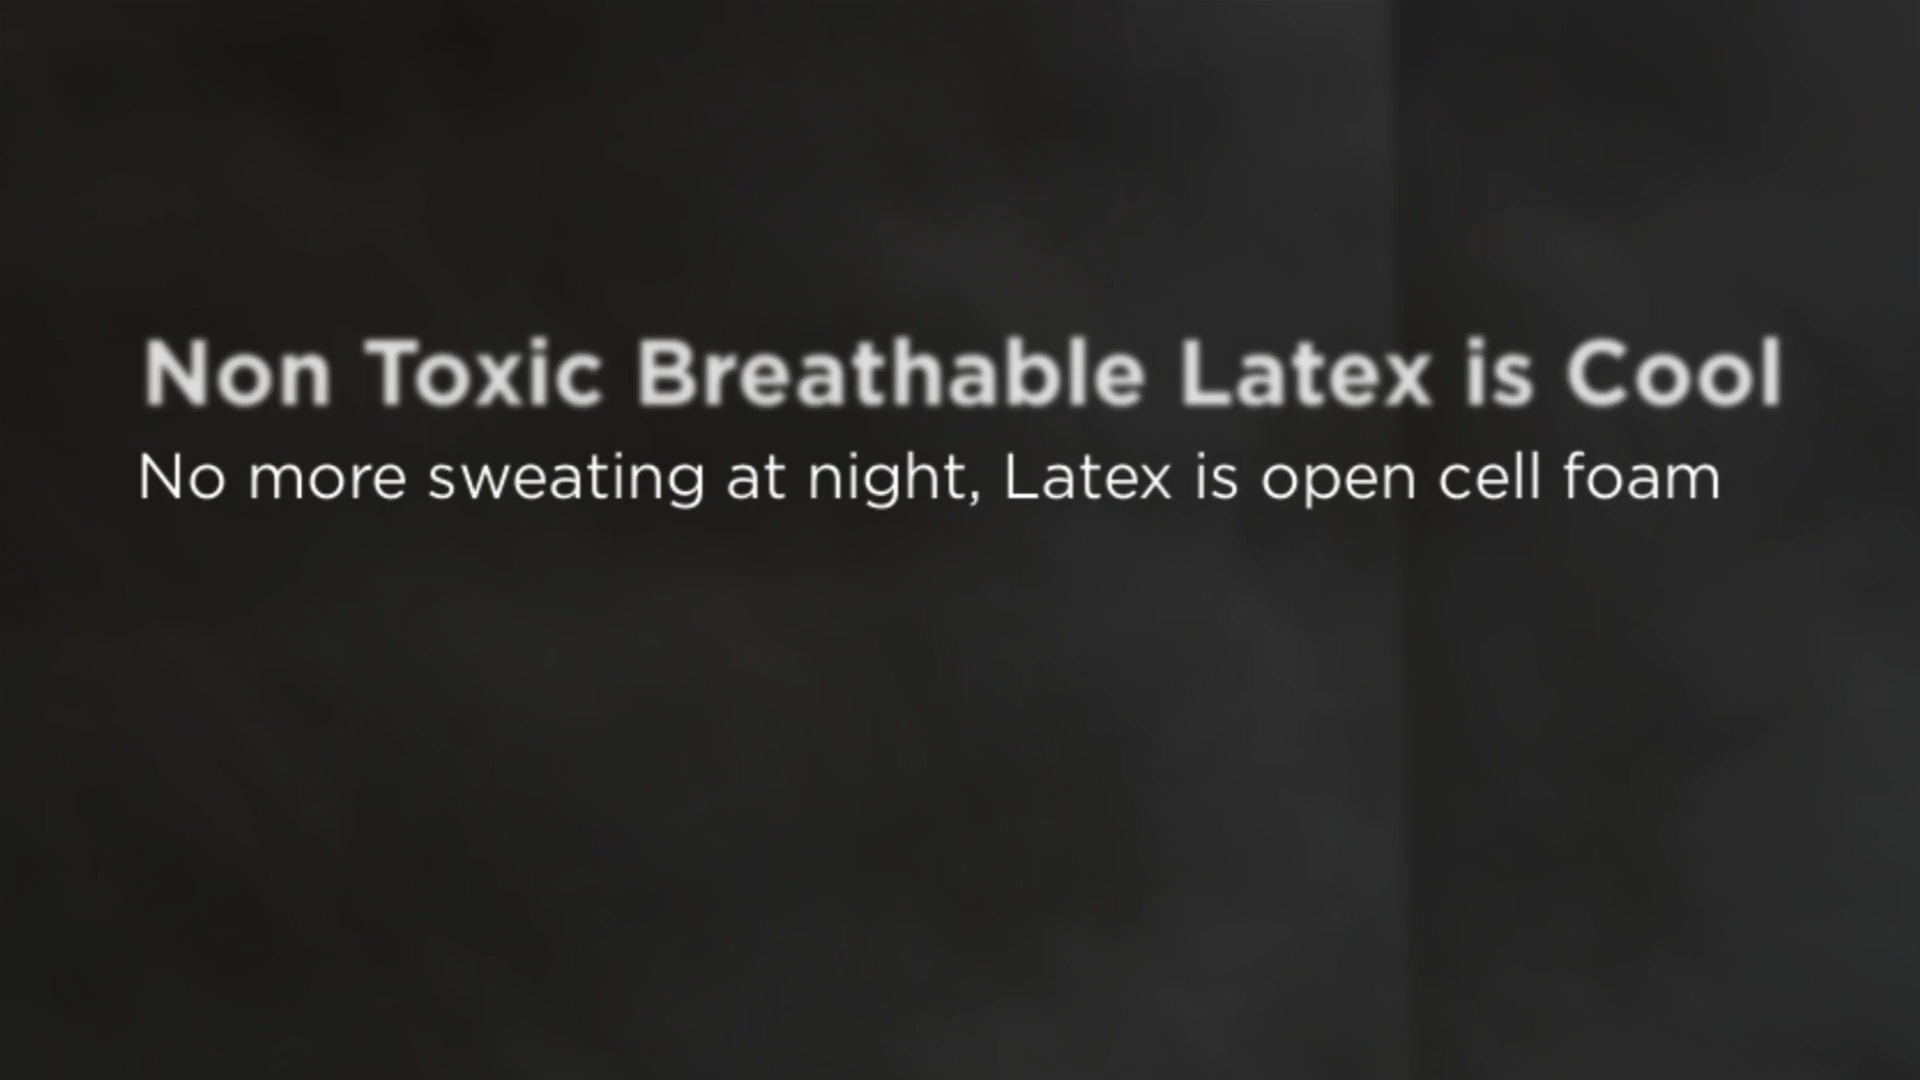 Non Toxic Breathable Latex is Cool
No more sweating at night, Latex is open cell foam